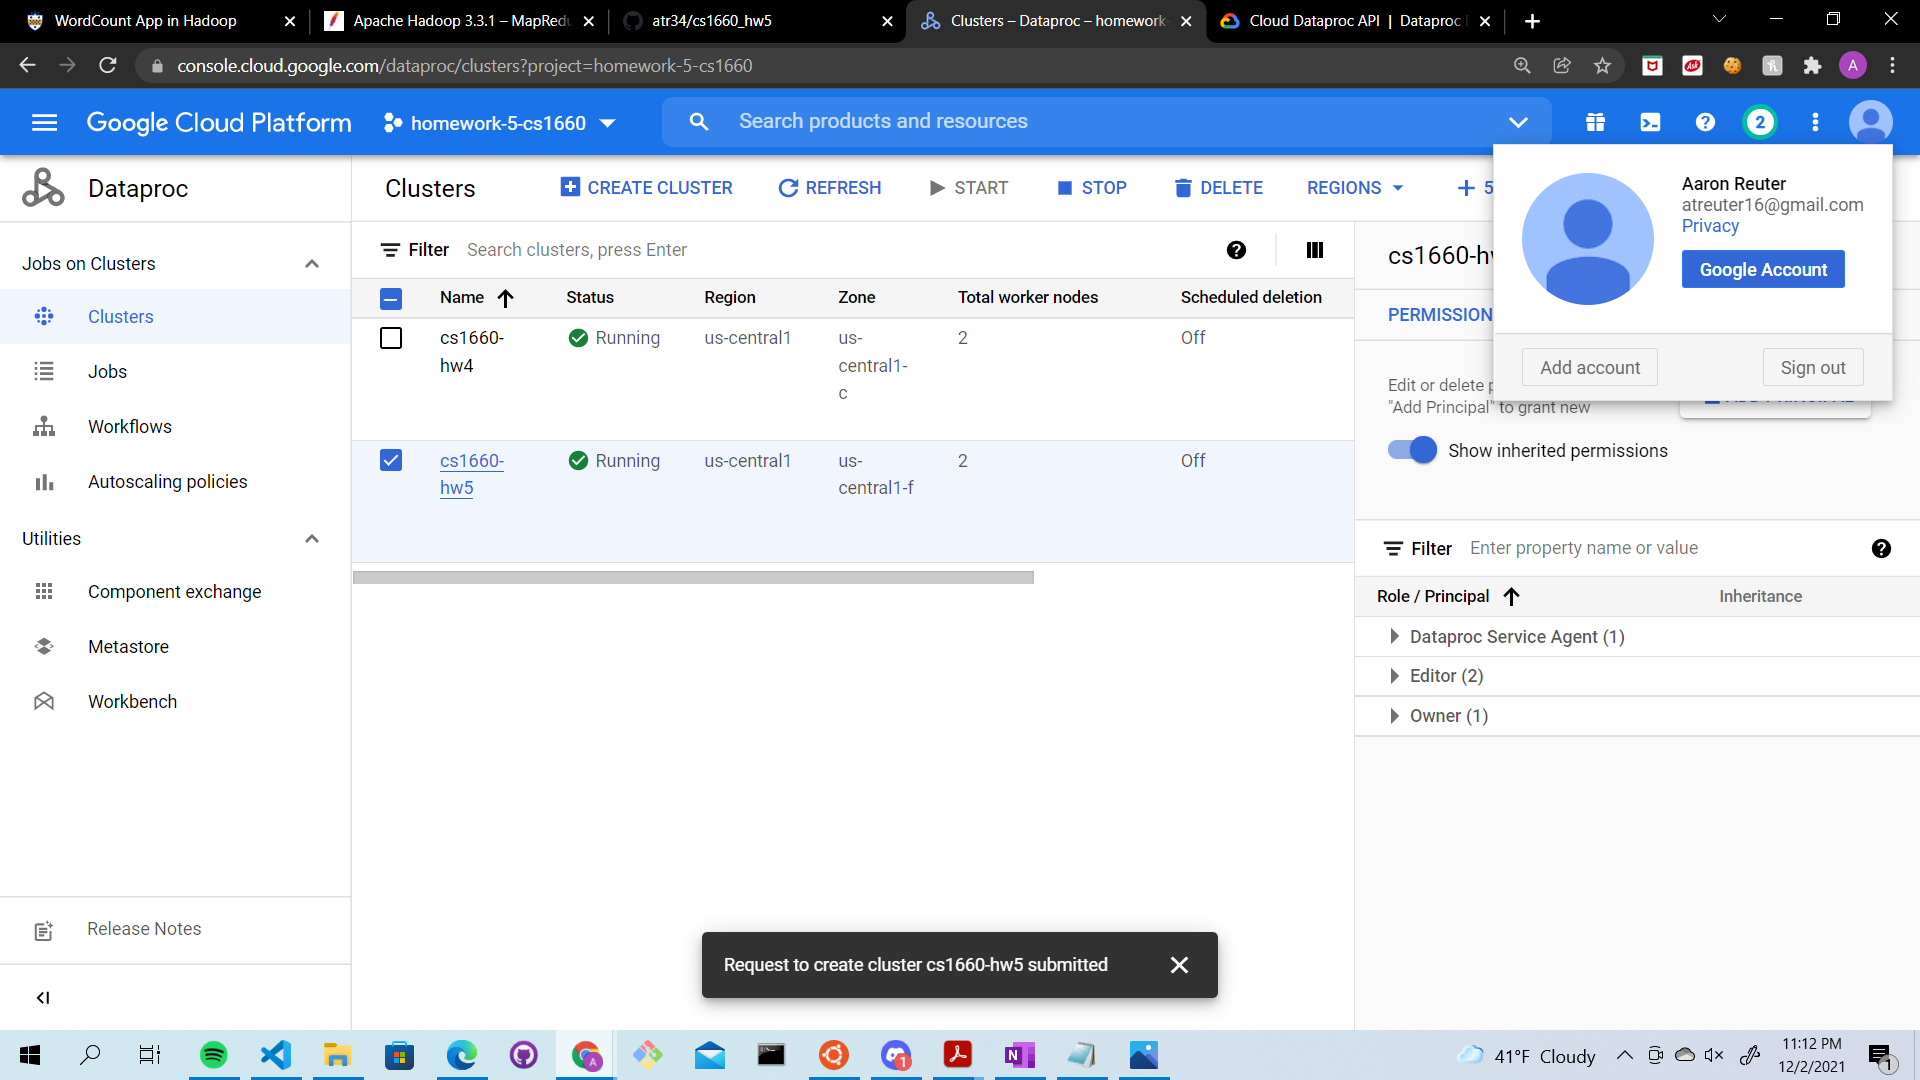 WordCount App in Hadoop
Apache Hadoop 3.3.1 – MapRedu
atr34/cs1660_hw5
Clusters – Dataproc – homework-
Cloud Dataproc API | Dataproc D
console.cloud.google.com/dataproc/clusters?project=homework-5-cs1660
A
Google Cloud Platform
homework-5-cs1660
Search products and resources
2
Dataproc
Clusters
CREATE CLUSTER
REFRESH
START
STOP
DELETE
REGIONS
5
Aaron Reuter
atreuter16@gmail.com
Privacy
Google Account
Add account
Sign out
Jobs on Clusters
Clusters
Jobs
Workflows
Autoscaling policies
Utilities
Component exchange
Metastore
Workbench
Release Notes
Filter Search clusters, press Enter
Name Status Region Zone Total worker nodes Scheduled deletion
cs1660- Running us-central1 us- 2 Off
hw4 central1-
c
cs1660- Running us-central1 us- 2 Off
hw5 central1-f
cs1660-hw
PERMISSION
Edit or delete p
"Add Principal" to grant new
Show inherited permissions
Filter Enter property name or value
Role / Principal Inheritance
Dataproc Service Agent (1)
Editor (2)
Owner (1)
Request to create cluster cs1660-hw5 submitted
A
1
N
41°F Cloudy
11:12 PM
12/2/2021
1